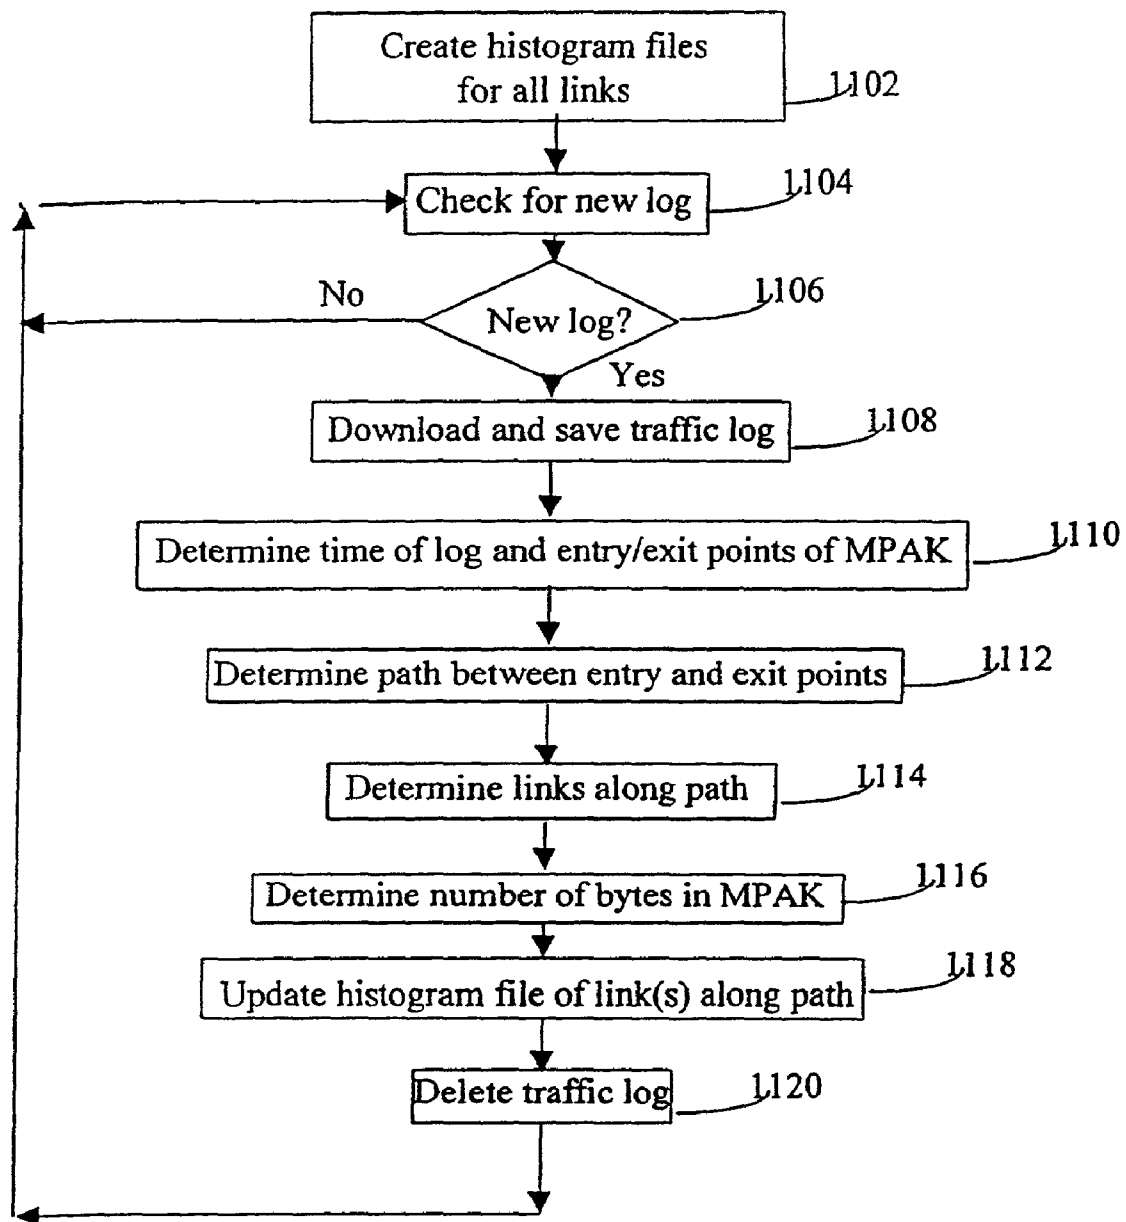 Create histogram files
for all links
1102
1104
Check for new log
1106
No
New log?
Yes
1108
Download and save traffic log
1110
Determine time of log and entry/exit points of MPAK
1112
Determine path between entry and exit points
1114
Determine links along path
1116
Determine number of bytes in MPAK
1118
Update histogram file of link(s) along path
1120
Delete traffic log